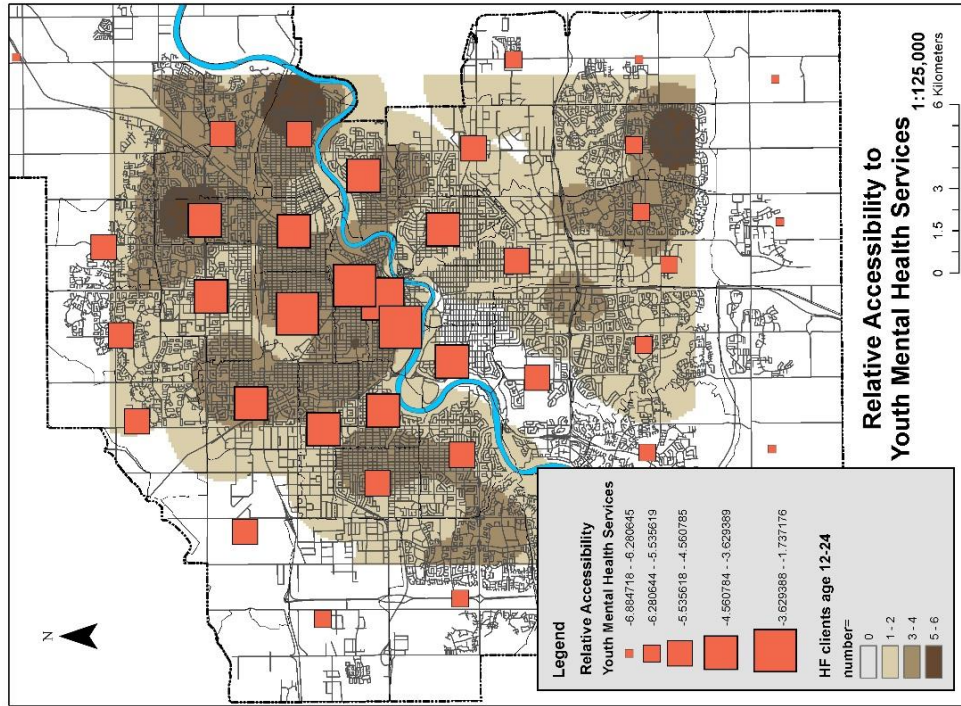 N
Relative Accessibility to
Youth Mental Health Services
1:125,000
0 1.5 3 6 Kilometers
Legend
Relative Accessibility
Youth Mental Health Services
-6.884718 - -6.280645
-6.280644 - -5.535619
-5.535618 - -4.560785
-4.560784 - -3.629389
-3.629388 - -1.737176
HF clients age 12-24
number=
0
1 - 2
3 - 4
5 - 6